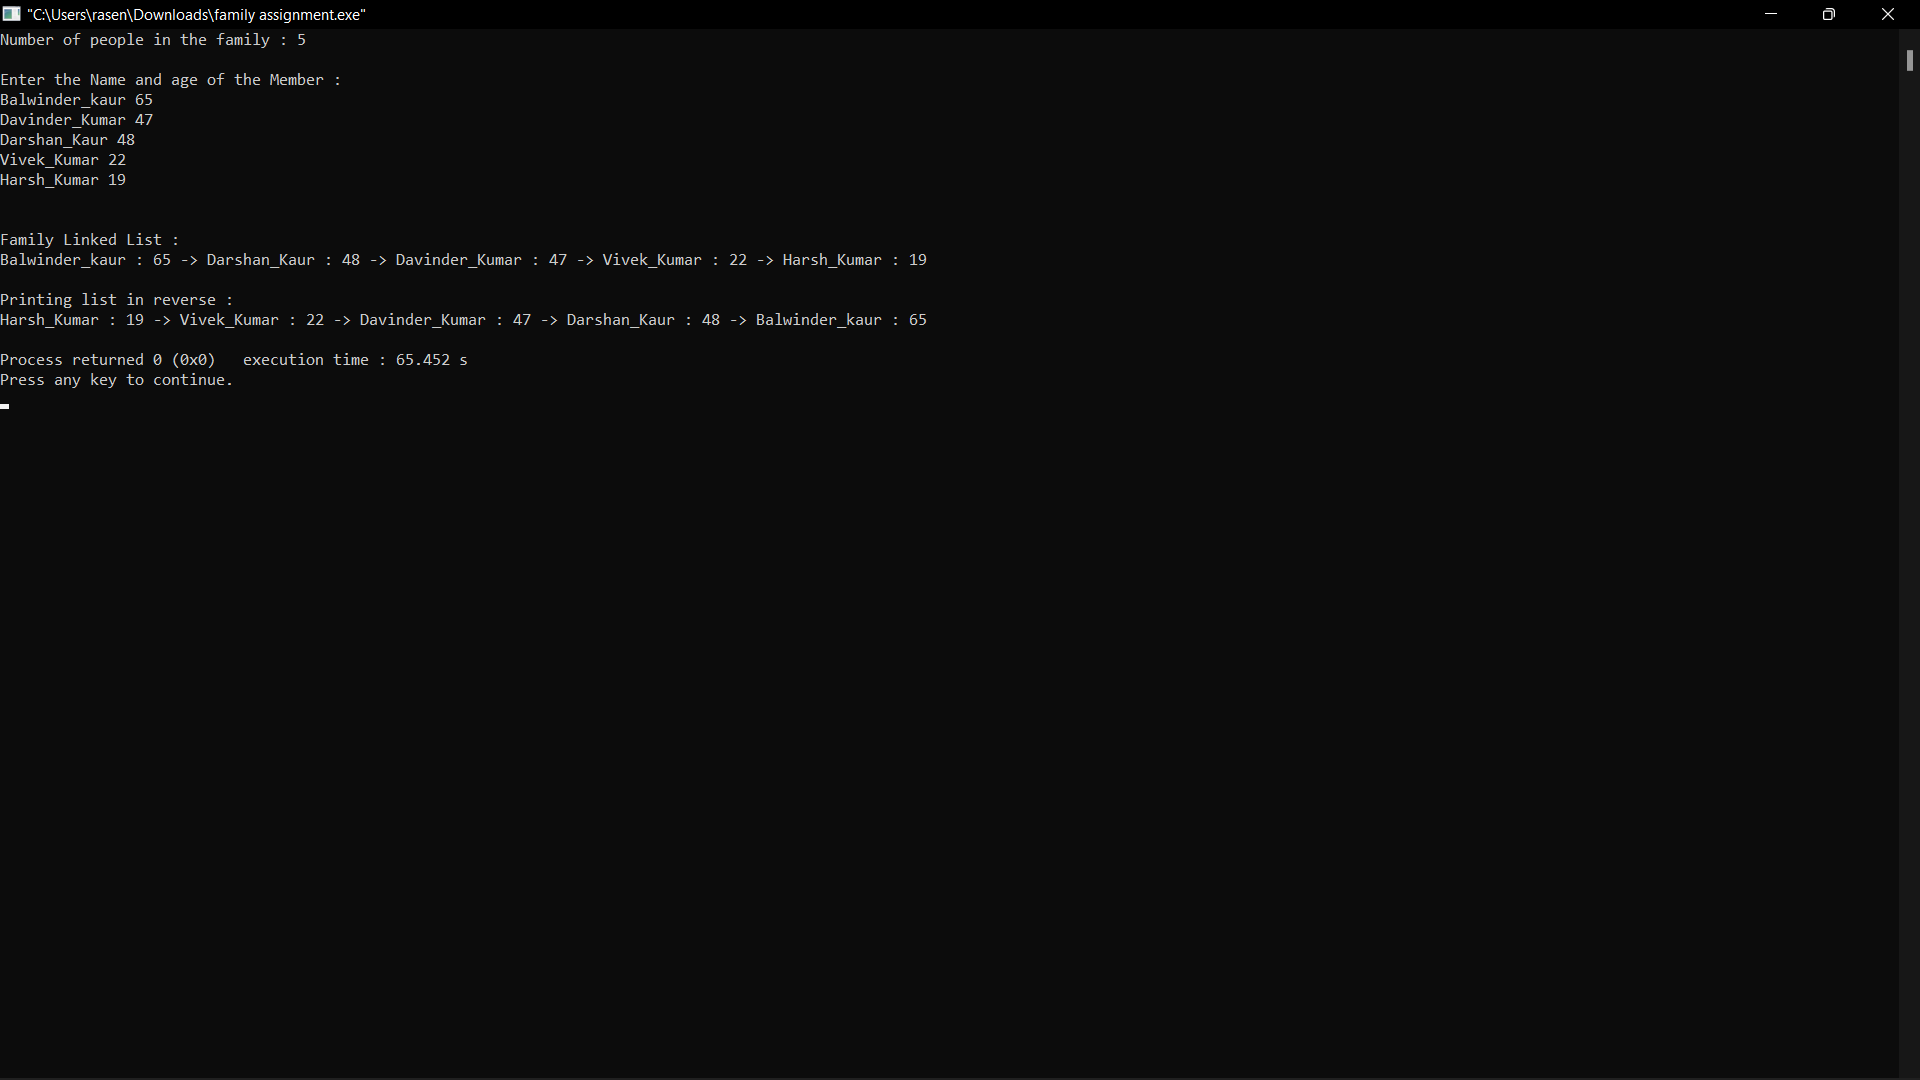 "C:\Users\rasen\Downloads\family assignment.exe"
Number of people in the family : 5
Enter the Name and age of the Member :
Balwinder_kaur 65
Davinder_Kumar 47
Darshan_Kaur 48
Vivek_Kumar 22
Harsh_Kumar 19
Family Linked List :
Balwinder_kaur : 65 -> Darshan_Kaur : 48 -> Davinder_Kumar : 47 -> Vivek_Kumar : 22 -> Harsh_Kumar : 19
Printing list in reverse :
Harsh_Kumar : 19 -> Vivek_Kumar : 22 -> Davinder_Kumar : 47 -> Darshan_Kaur : 48 -> Balwinder_kaur : 65
Process returned 0 (0x0)   execution time : 65.452 s
Press any key to continue.